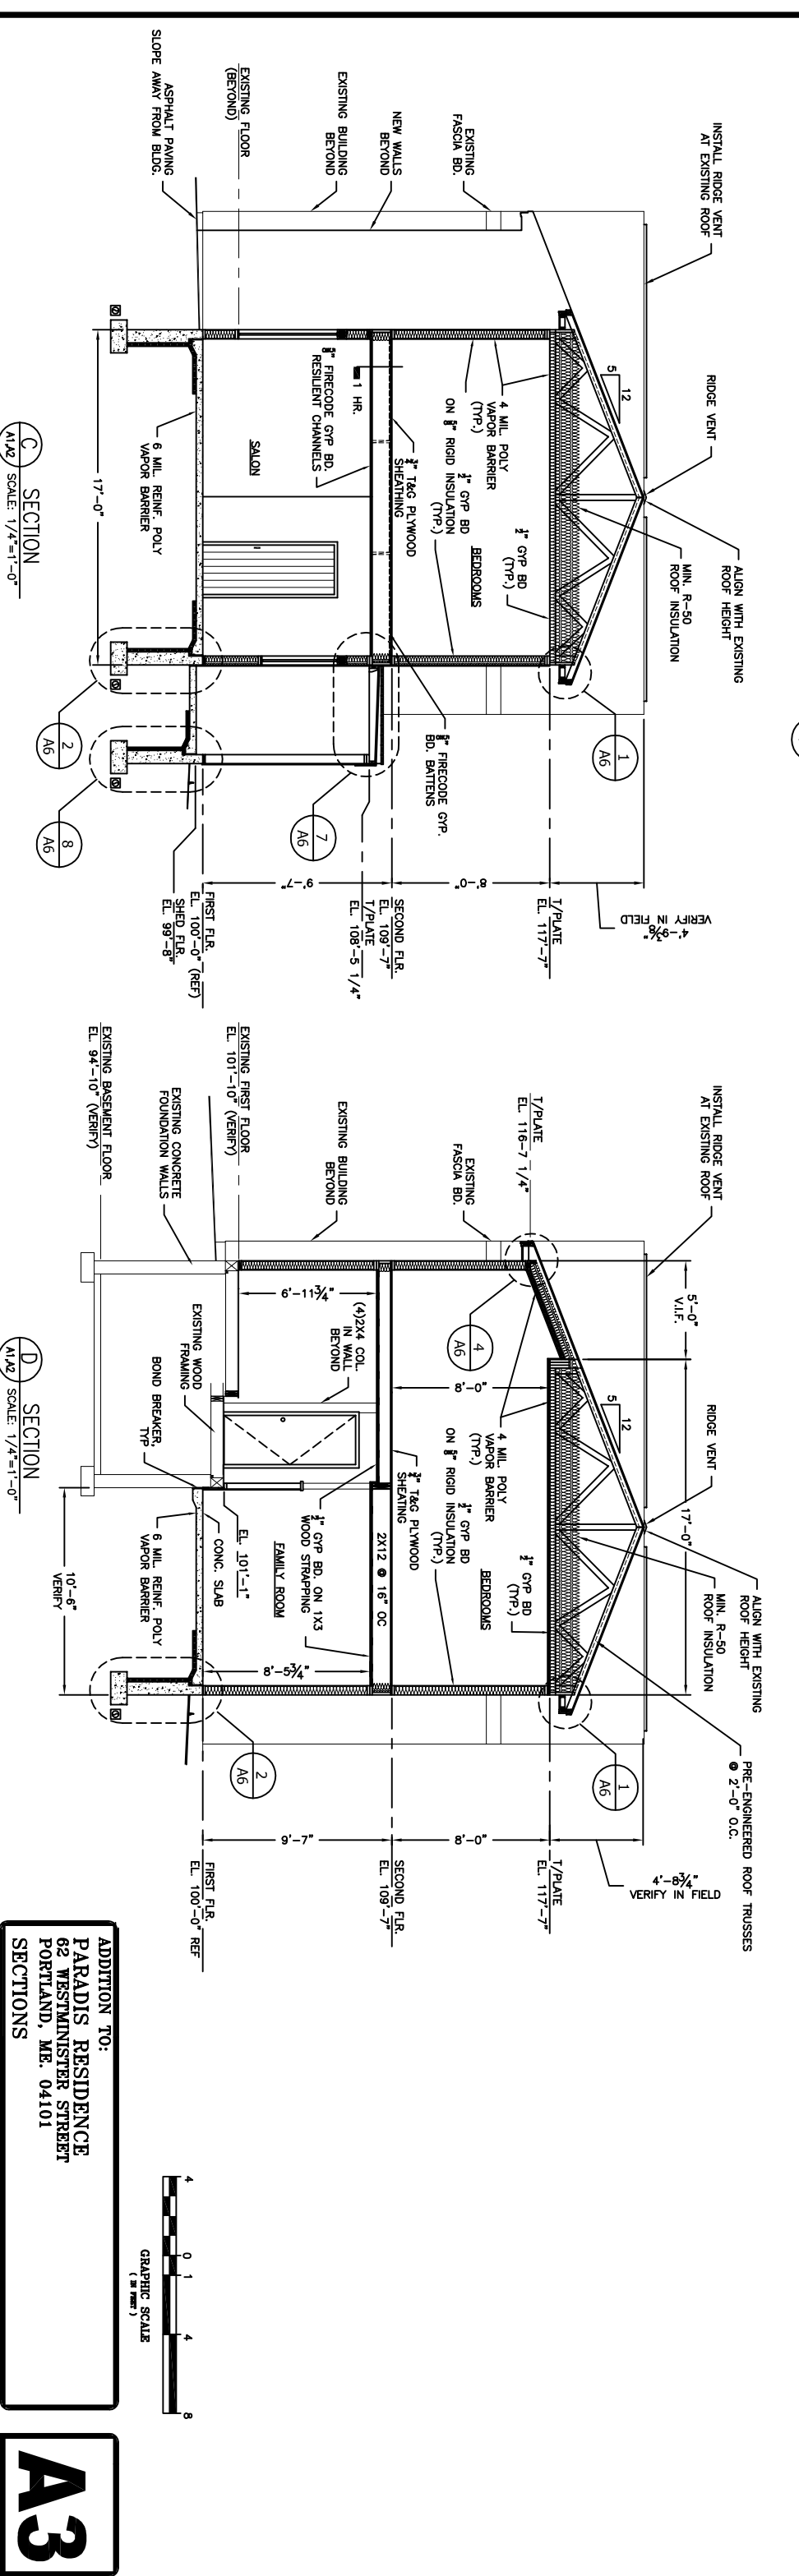 INSTALL RIDGE VENT
AT EXISTING ROOF
RIDGE VENT
ALIGN WITH EXISTING
ROOF HEIGHT
12
5
MIN. R-50
ROOF INSULATION
EXISTING
FASCIA BD.
NEW WALLS
BEYOND
EXISTING BUILDING
BEYOND
EXISTING FLOOR
(BEYOND)
ASPHALT PAVING
SLOPE AWAY FROM BLDG.
1/2" GYP BD
(TYP.)
4 MIL. POLY
VAPOR BARRIER
(TYP.)
BEDROOMS
1/2" GYP BD
ON 5/8" RIGID INSULATION
(TYP.)
3/4" T&G PLYWOOD
SHEATHING
1 HR.
5/8" FIRECODE GYP BD.
RESILIENT CHANNELS
SALON
5/8" FIRECODE GYP.
BD. BATTENS
6 MIL. REINF. POLY
VAPOR BARRIER
17'-0"
1
A6
7
A6
2
A6
8
A6
4'-9 3/8"
VERIFY IN FIELD
T/PLATE
EL. 117'-7"
8'-0"
SECOND FLR.
EL. 109'-7"
T/PLATE
EL. 108'-5 1/4"
9'-7"
FIRST FLR.
EL. 100'-0" (REF)
SHED FLR.
EL. 99'-8"
C
A1,A2
SECTION
SCALE: 1/4"=1'-0"
INSTALL RIDGE VENT
AT EXISTING ROOF
RIDGE VENT
ALIGN WITH EXISTING
ROOF HEIGHT
PRE-ENGINEERED ROOF TRUSSES
@ 2'-0" O.C.
5'-0"
V.I.F.
17'-0"
12
5
MIN. R-50
ROOF INSULATION
T/PLATE
EL. 116-7 1/4"
EXISTING
FASCIA BD.
EXISTING BUILDING
BEYOND
EXISTING FIRST FLOOR
EL. 101'-10" (VERIFY)
EXISTING CONCRETE
FOUNDATION WALLS
EXISTING BASEMENT FLOOR
EL. 94'-10" (VERIFY)
4
A6
8'-0"
1/2" GYP BD
(TYP.)
4 MIL. POLY
VAPOR BARRIER
(TYP.)
BEDROOMS
1/2" GYP BD
ON 5/8" RIGID INSULATION
(TYP.)
3/4" T&G PLYWOOD
SHEATING
2X12 @ 16" OC
6'-11 3/4"
(4)2X4 COL.
IN WALL
BEYOND
1/2" GYP BD. ON 1X3
WOOD STRAPPING
FAMILY ROOM
8'-5 3/4"
EL. 101'-1"
CONC. SLAB
EXISTING WOOD
FRAMING
BOND BREAKER,
TYP
6 MIL. REINF. POLY
VAPOR BARRIER
10'-6"
VERIFY
1
A6
2
A6
4'-8 3/4"
VERIFY IN FIELD
T/PLATE
EL. 117'-7"
8'-0"
SECOND FLR.
EL. 109'-7"
9'-7"
FIRST FLR.
EL. 100'-0" REF
D
A1,A2
SECTION
SCALE: 1/4"=1'-0"
4 0 1 4 8
GRAPHIC SCALE
( IN FEET )
ADDITION TO:
PARADIS RESIDENCE
62 WESTMINISTER STREET
PORTLAND, ME. 04101
SECTIONS
A3